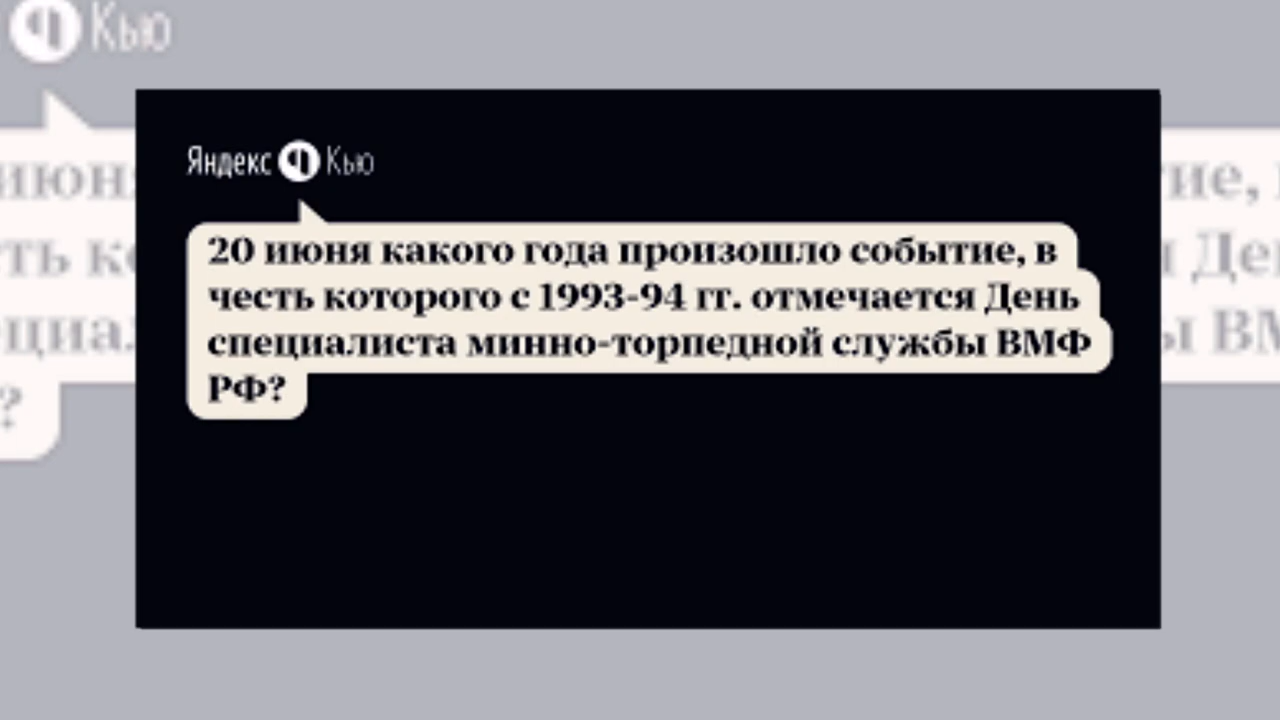 Кью
Яндекс Кью
20 июня какого года произошло событие, в
честь которого с 1993-94 гг. отмечается День
специалиста минно-торпедной службы ВМФ
РФ?